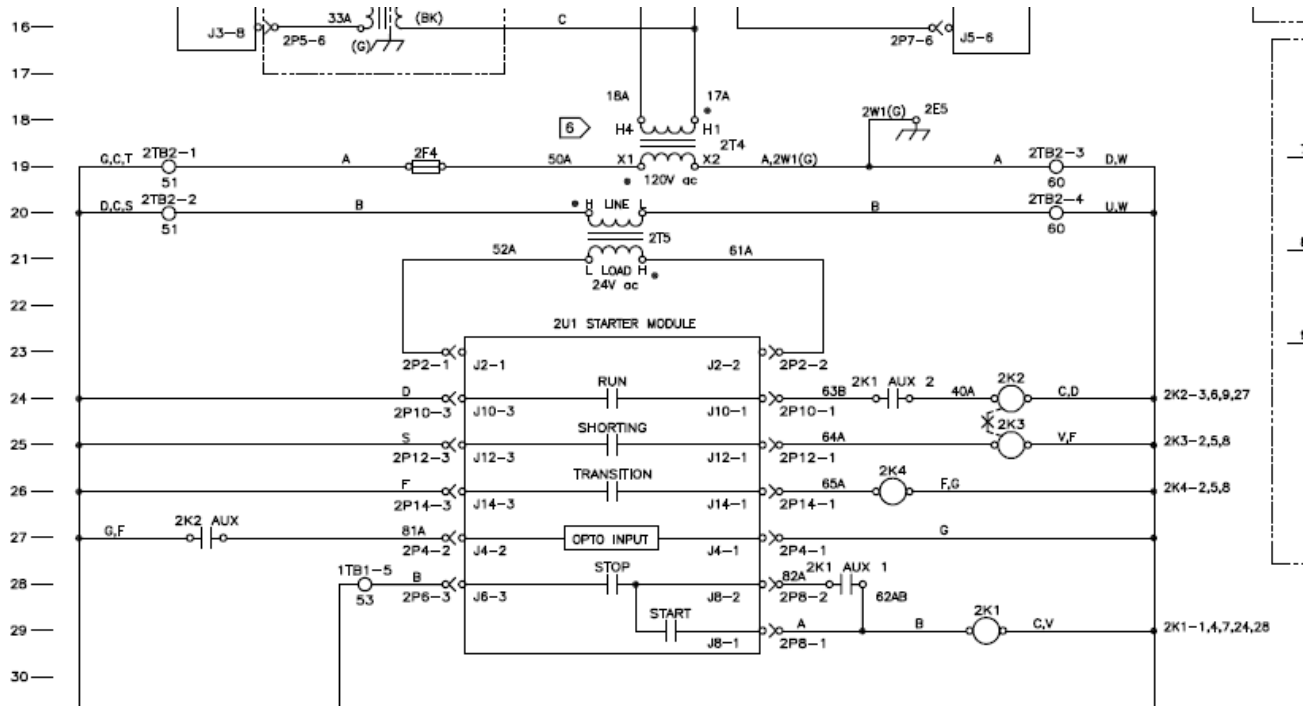 16
J3-8
33A
2P5-6
(G)
(BK)
C
2P7-6
J5-6
17
18A
17A
18
6
H4
H1
2T4
2W1(G)
2E5
19
G,C,T
2TB2-1
51
A
2F4
50A
X1
X2
120V ac
A,2W1(G)
A
2TB2-3
60
D,W
20
D,C,S
2TB2-2
51
B
H LINE L
2T5
B
2TB2-4
60
U,W
21
52A
L LOAD H
24V ac
61A
22
2U1 STARTER MODULE
23
2P2-1
J2-1
J2-2
2P2-2
24
D
2P10-3
J10-3
RUN
J10-1
63B
2P10-1
2K1 AUX 2
40A
2K2
C,D
2K2-3,6,9,27
25
S
2P12-3
J12-3
SHORTING
J12-1
64A
2P12-1
2K3
V,F
2K3-2,5,8
26
F
2P14-3
J14-3
TRANSITION
J14-1
65A
2P14-1
2K4
F,G
2K4-2,5,8
27
G,F
2K2 AUX
81A
2P4-2
J4-2
OPTO INPUT
J4-1
2P4-1
G
28
1TB1-5
53
B
2P6-3
J6-3
STOP
J8-2
82A
2P8-2
2K1 AUX 1
62AB
29
START
J8-1
A
2P8-1
B
2K1
C,V
2K1-1,4,7,24,28
30